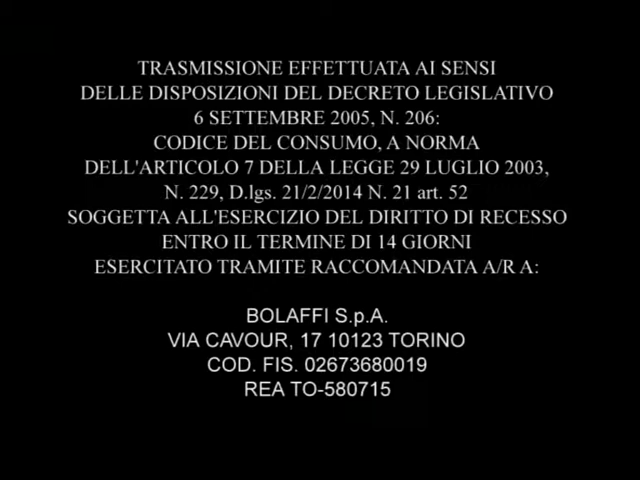 TRASMISSIONE EFFETTUATA AI SENSI
DELLE DISPOSIZIONI DEL DECRETO LEGISLATIVO
6 SETTEMBRE 2005, N. 206:
CODICE DEL CONSUMO, A NORMA
DELL'ARTICOLO 7 DELLA LEGGE 29 LUGLIO 2003,
N. 229, D.lgs. 21/2/2014 N. 21 art. 52
SOGGETTA ALL'ESERCIZIO DEL DIRITTO DI RECESSO
ENTRO IL TERMINE DI 14 GIORNI
ESERCITATO TRAMITE RACCOMANDATA A/R A:
BOLAFFI S.p.A.
VIA CAVOUR, 17 10123 TORINO
COD. FIS. 02673680019
REA TO-580715